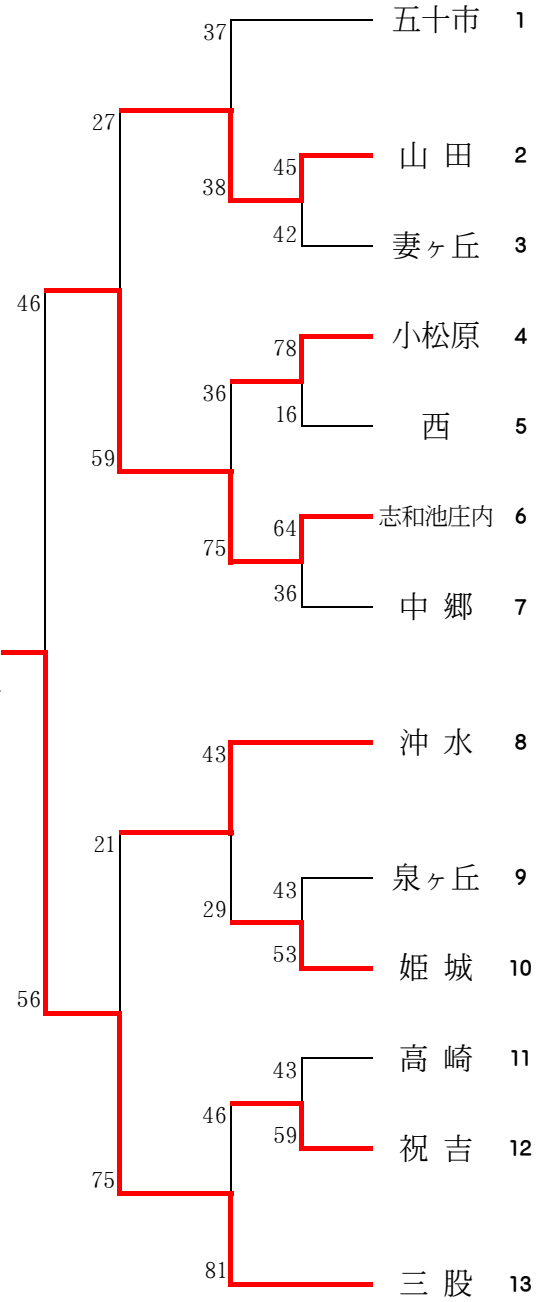 37
五十市 1
27
45
山田 2
38
42
妻ヶ丘 3
46
78
小松原 4
36
16
西 5
59
64
志和池庄内 6
75
36
中郷 7
43
沖水 8
21
43
泉ヶ丘 9
29
53
姫城 10
56
43
高崎 11
46
59
祝吉 12
75
81
三股 13